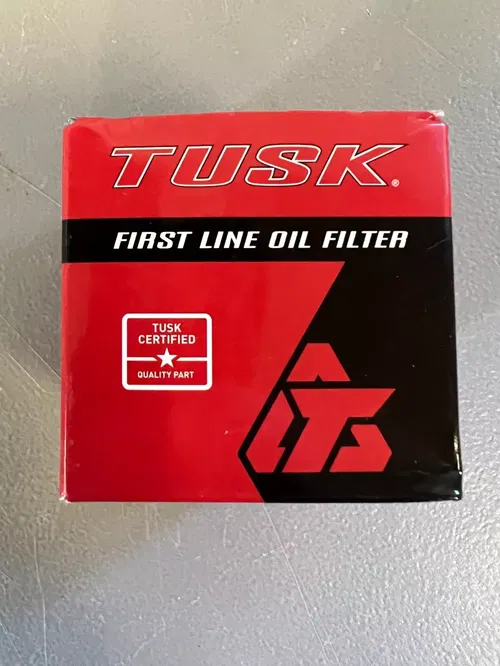 TUSK®
FIRST LINE OIL FILTER
TUSK
CERTIFIED
QUALITY PART